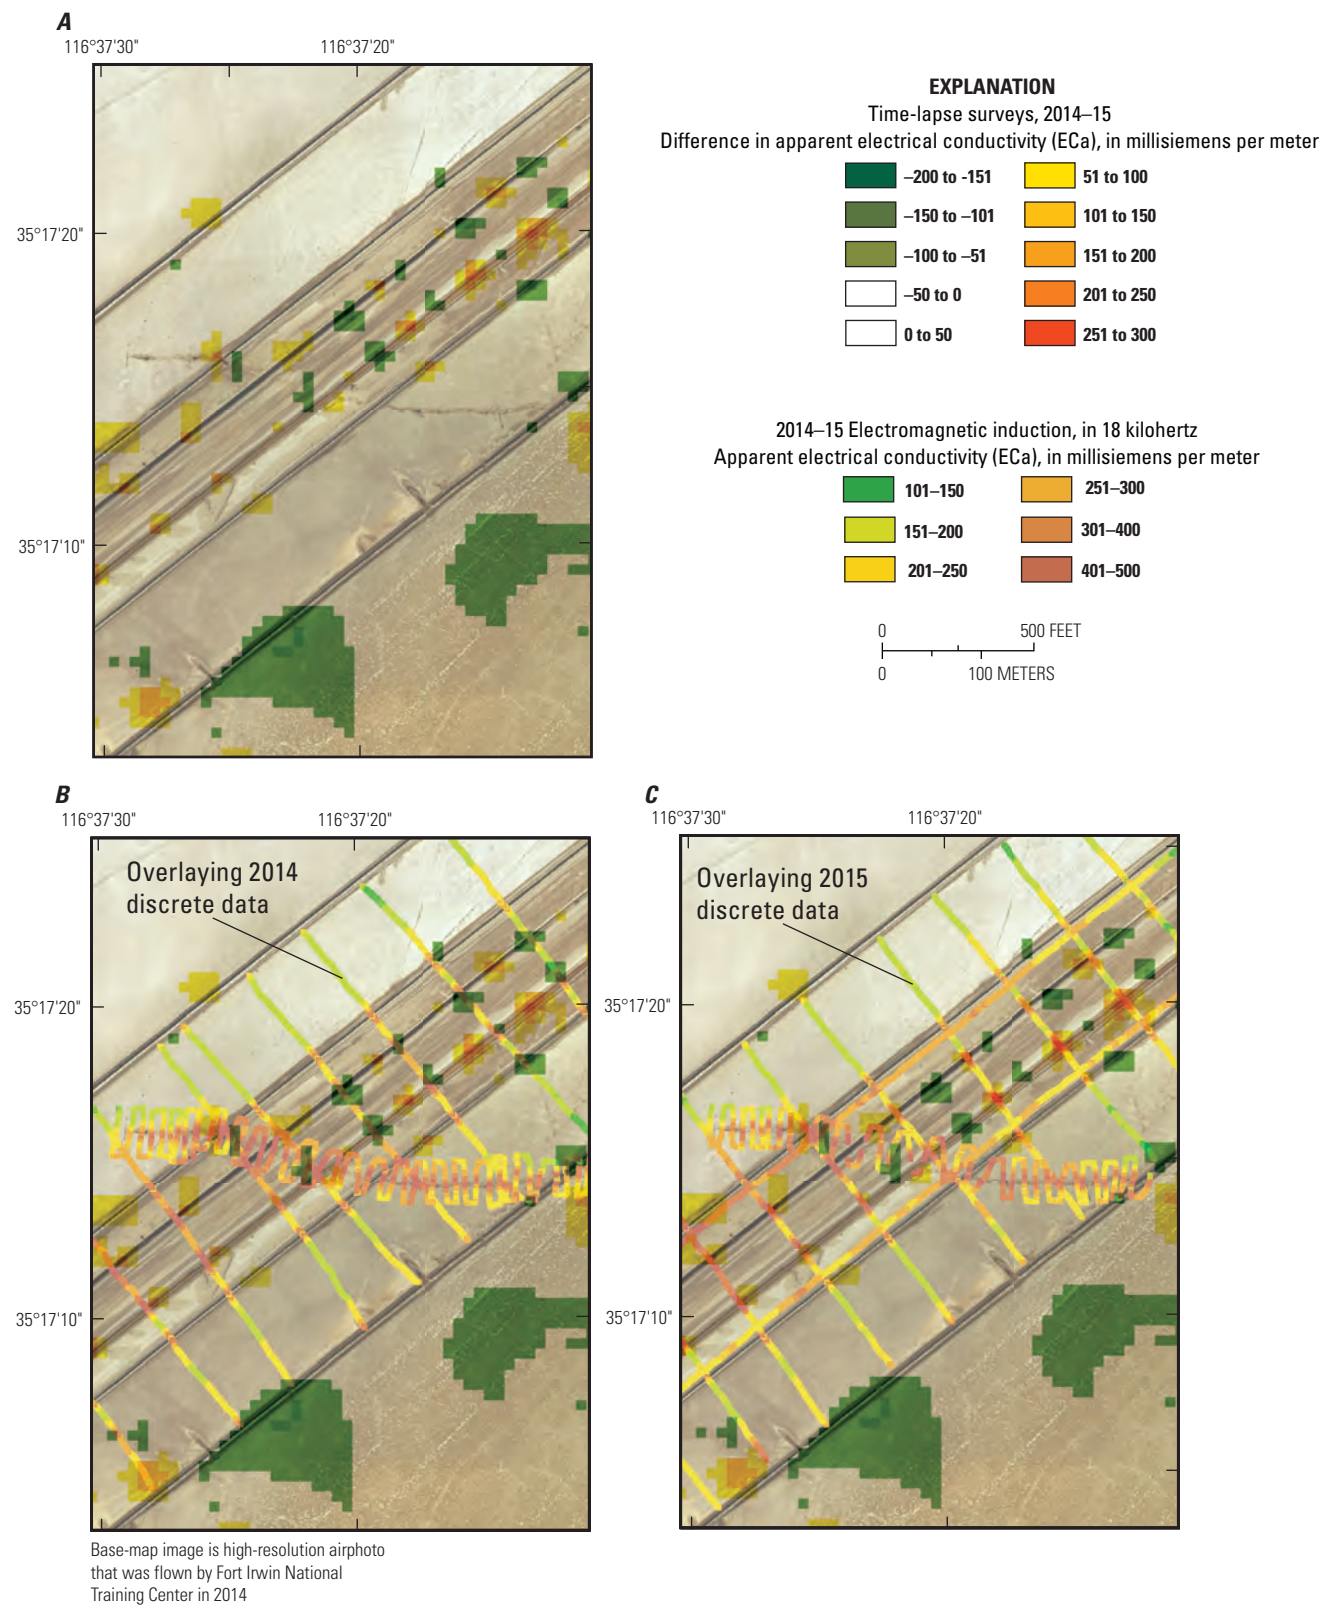 A
116°37'30"
116°37'20"
35°17'20"
35°17'10"
EXPLANATION
Time-lapse surveys, 2014–15
Difference in apparent electrical conductivity (ECa), in millisiemens per meter
–200 to -151
–150 to –101
–100 to –51
–50 to 0
0 to 50
51 to 100
101 to 150
151 to 200
201 to 250
251 to 300
2014–15 Electromagnetic induction, in 18 kilohertz
Apparent electrical conductivity (ECa), in millisiemens per meter
101–150
151–200
201–250
251–300
301–400
401–500
0
500 FEET
0
100 METERS
B
116°37'30"
116°37'20"
Overlaying 2014
discrete data
35°17'20"
35°17'10"
C
116°37'30"
116°37'20"
Overlaying 2015
discrete data
35°17'20"
35°17'10"
Base-map image is high-resolution airphoto
that was flown by Fort Irwin National
Training Center in 2014